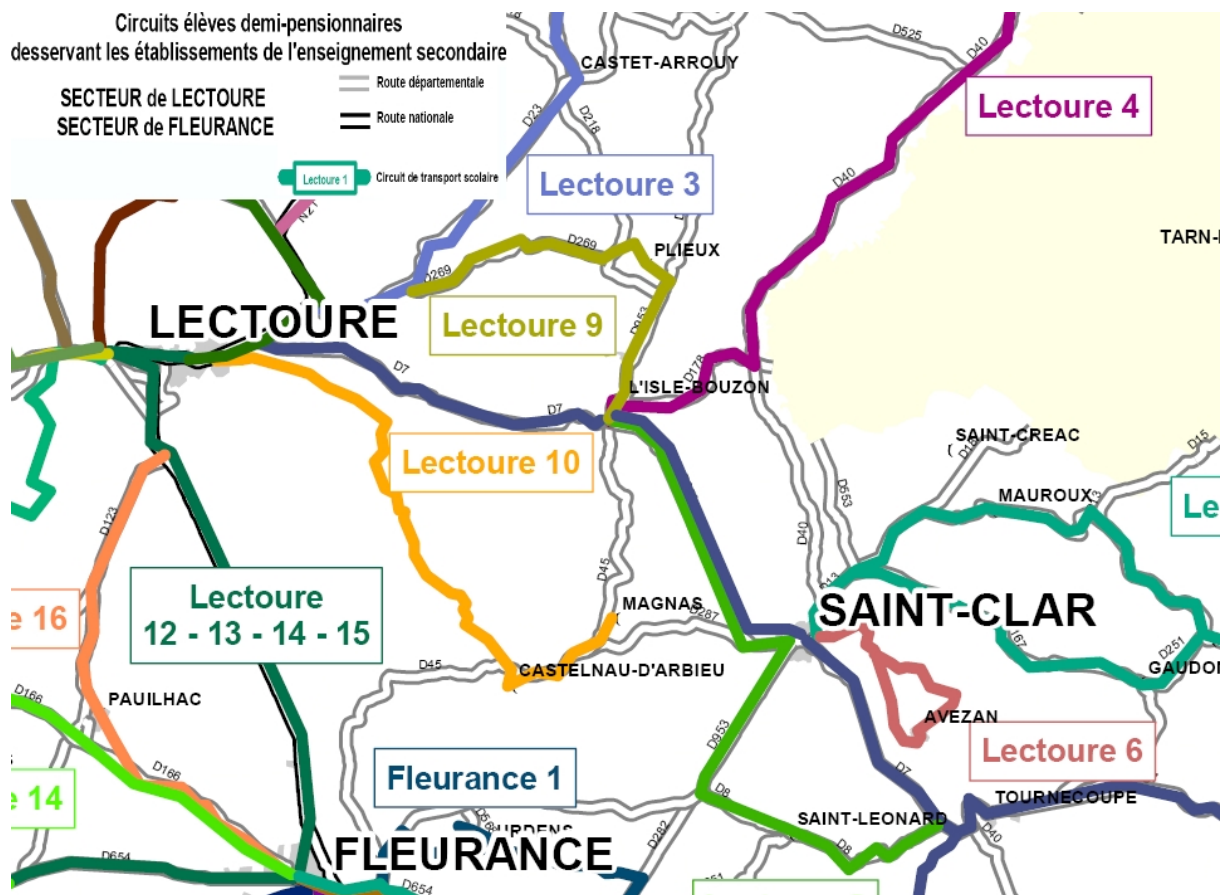 Circuits élèves demi-pensionnaires
desservant les établissements de l'enseignement secondaire
SECTEUR de LECTOURE
SECTEUR de FLEURANCE
Route départementale
Route nationale
Lectoure 1
Circuit de transport scolaire
D525
D40
CASTET-ARROUY
Lectoure 4
D23
D218
Lectoure 3
D40
N21
TARN-
D269
PLIEUX
D269
Lectoure 9
D953
LECTOURE
D7
D178
L'ISLE-BOUZON
D7
SAINT-CREAC
D15
Lectoure 10
D553
MAUROUX
Le
D123
D40
D45
e 16
Lectoure
12 - 13 - 14 - 15
MAGNAS
D287
SAINT-CLAR
D45
CASTELNAU-D'ARBIEU
D251
D166
PAUILHAC
AVEZAN
D953
Lectoure 6
D166
Fleurance 1
D7
e 14
D8
TOURNECOUPE
SAINT-LEONARD
D40
D282
D8
FLEURANCE
D654
D654